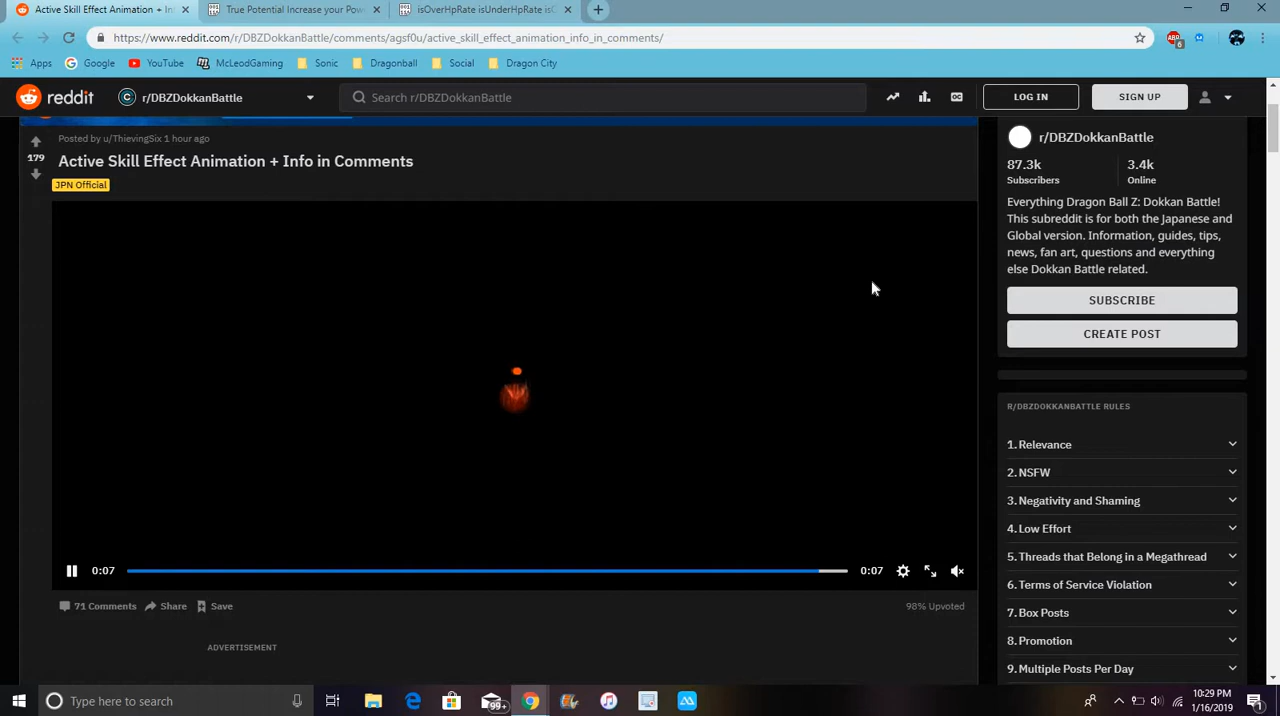 Active Skill Effect Animation + Inf
True Potential Increase your Pow
isOverHpRate isUnderHpRate isO
https://www.reddit.com/r/DBZDokkanBattle/comments/agsf0u/active_skill_effect_animation_info_in_comments/
6
Apps Google YouTube McLeodGaming Sonic Dragonball Social Dragon City
reddit r/DBZDokkanBattle Search r/DBZDokkanBattle LOG IN SIGN UP
Posted by u/ThievingSix 1 hour ago
179
Active Skill Effect Animation + Info in Comments
JPN Official
0:07 0:07
71 Comments Share Save 98% Upvoted
ADVERTISEMENT
r/DBZDokkanBattle
87.3k 3.4k
Subscribers Online
Everything Dragon Ball Z: Dokkan Battle!
This subreddit is for both the Japanese and
Global version. Information, guides, tips,
news, fan art, questions and everything
else Dokkan Battle related.
SUBSCRIBE
CREATE POST
R/DBZDOKKANBATTLE RULES
1. Relevance
2. NSFW
3. Negativity and Shaming
4. Low Effort
5. Threads that Belong in a Megathread
6. Terms of Service Violation
7. Box Posts
8. Promotion
9. Multiple Posts Per Day
Type here to search
99+
10:29 PM
1/16/2019
1